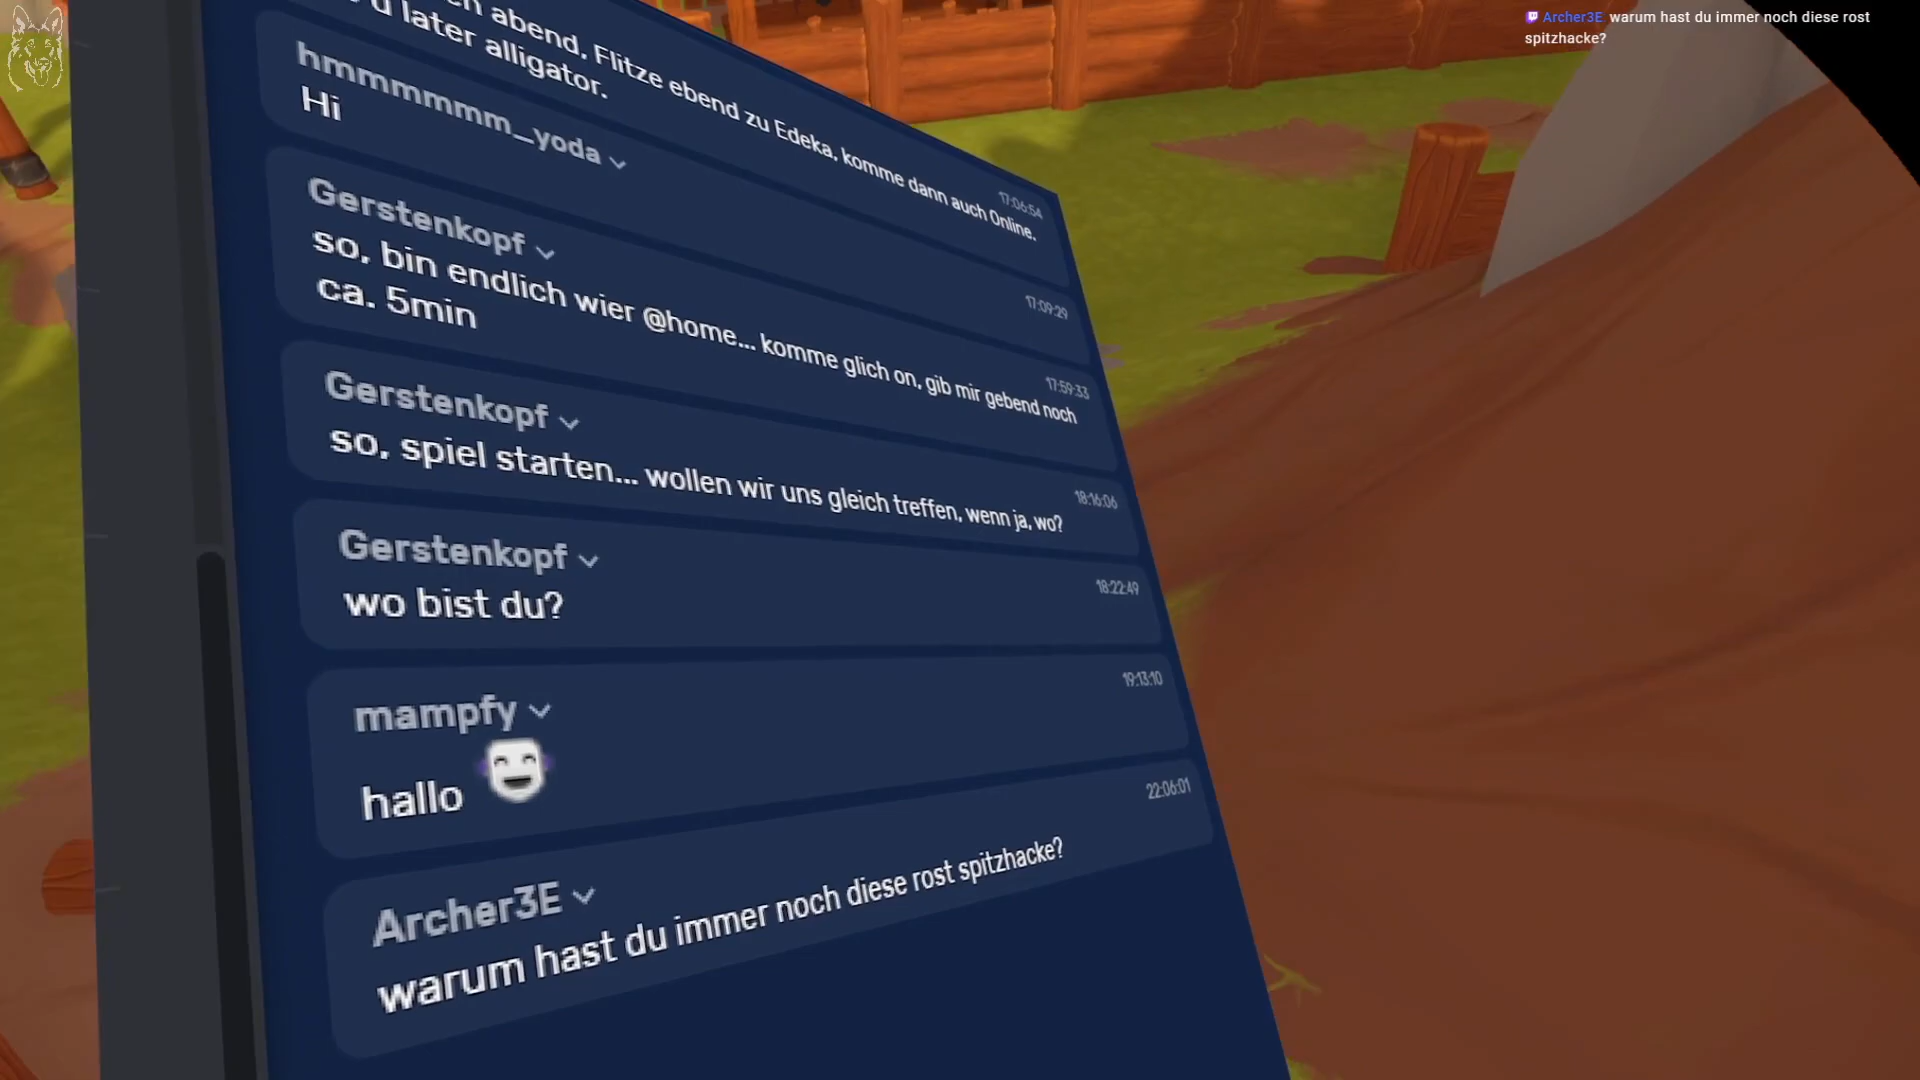 abend, Flitze ebend zu Edeka, komme dann auch Online.
later alligator.
17:06:54
hmmmmmm_yoda
Hi
17:09:29
Gerstenkopf
so, bin endlich wier @home... komme glich on, gib mir gebend noch
ca. 5min
17:59:33
Gerstenkopf
so, spiel starten... wollen wir uns gleich treffen, wenn ja, wo?
18:16:06
Gerstenkopf
wo bist du?
18:22:49
mampfy
hallo
19:13:10
Archer3E
warum hast du immer noch diese rost spitzhacke?
22:06:01
Archer3E warum hast du immer noch diese rost
spitzhacke?